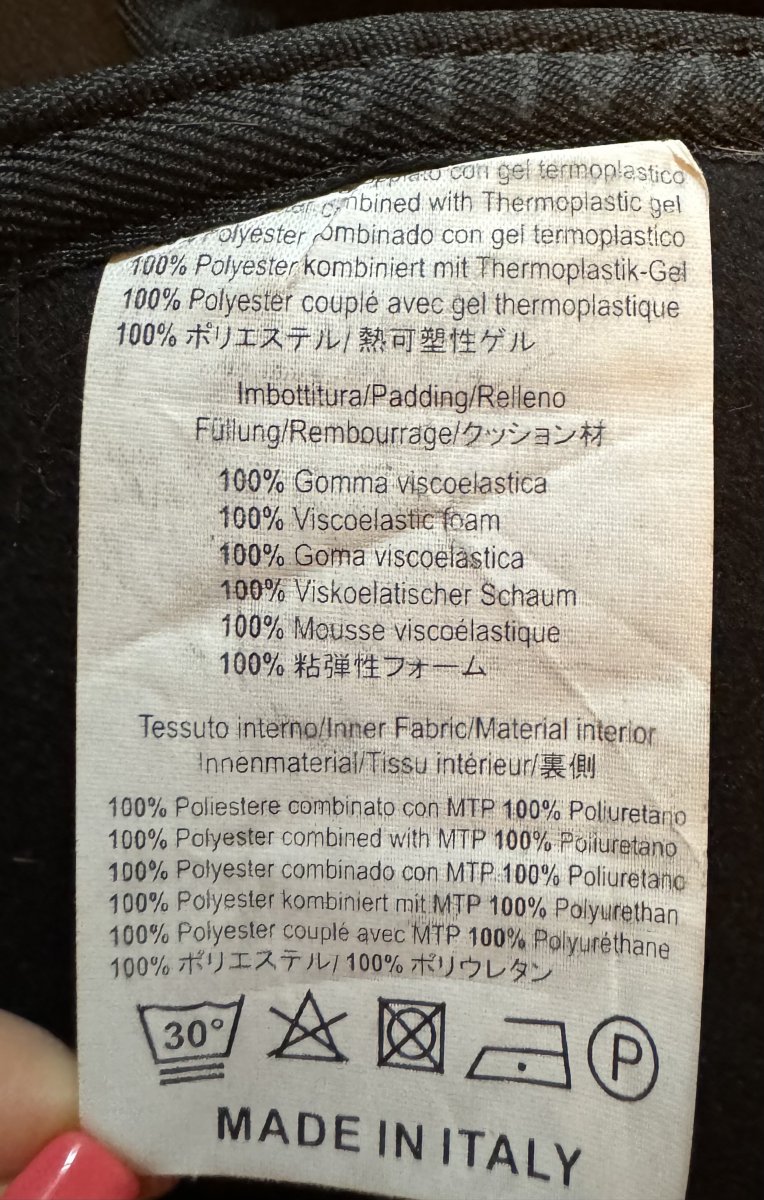 con gel termoplastico
with Thermoplastic gel
combinado con gel termoplastico
100% Polyester kombiniert mit Thermoplastik-Gel
100% Polyester couplé avec gel thermoplastique
100% ポリエステル/ 熱可塑性ゲル
Imbottitura/Padding/Relleno
Füllung/Rembourrage/クッション材
100% Gomma viscoelastica
100% Viscoelastic foam
100% Goma viscoelastica
100% Viskoelatischer Schaum
100% Mousse viscoélastique
100% 粘弾性フォーム
Tessuto interno/Inner Fabric/Material interior
Innenmaterial/Tissu intérieur/裏側
100% Poliestere combinato con MTP 100% Poliuretano
100% Polyester combined with MTP 100% Poliuretano
100% Polyester combinado con MTP 100% Poliuretano
100% Polyester kombiniert mit MTP 100% Polyurethan
100% Polyester couplé avec MTP 100% Polyuréthane
100% ポリエステル/ 100% ポリウレタン
30° P
MADE IN ITALY